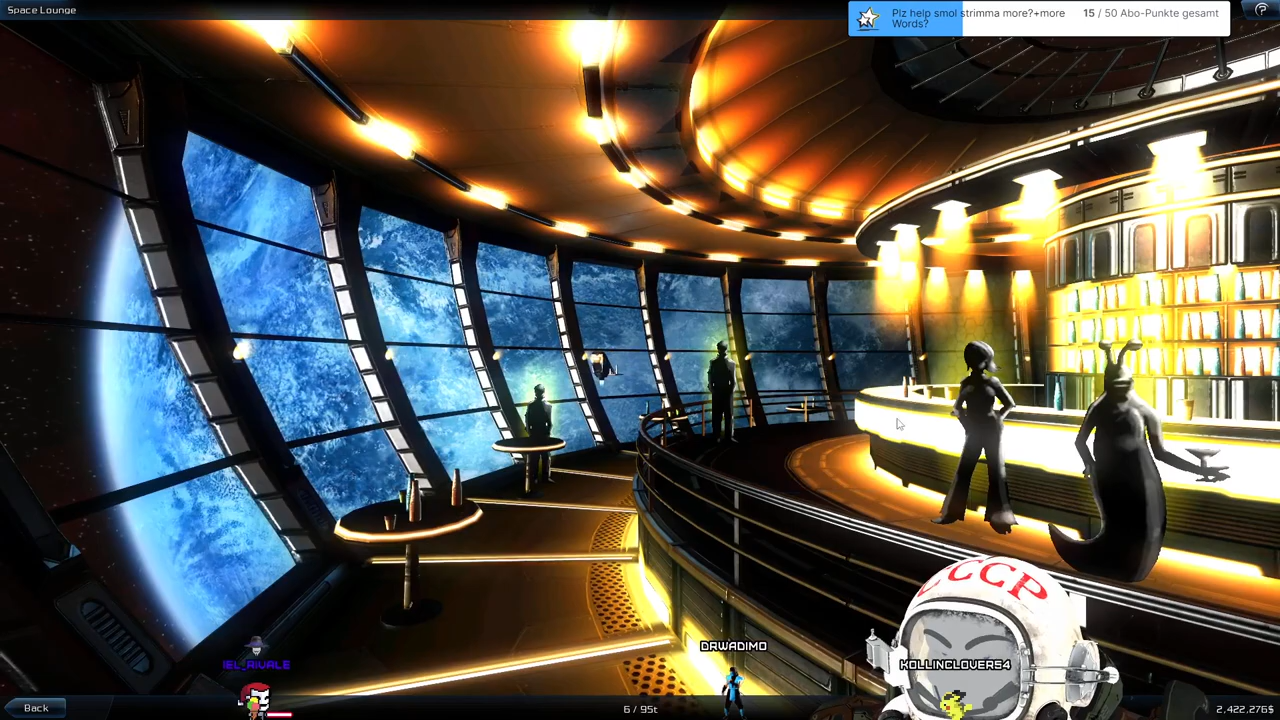 Space Lounge
Plz help smol strimma more?+more
Words?
15 / 50 Abo-Punkte gesamt
?
CCCP
DRWADIMO
IEL_RIVALE
KOLLINCLOVER54
Back
6 / 95t
2,422,276$